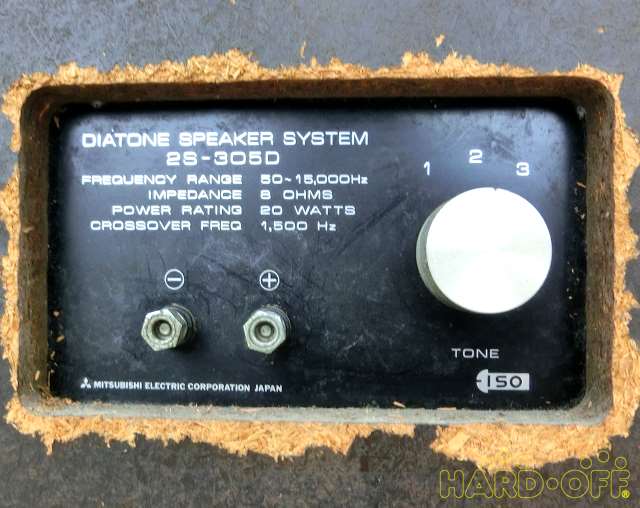 DIATONE SPEAKER SYSTEM
2S-305D
FREQUENCY RANGE 50~15,000Hz
IMPEDANCE 8 OHMS
POWER RATING 20 WATTS
CROSSOVER FREQ 1,500 Hz
1 2 3
− +
TONE
ISO
MITSUBISHI ELECTRIC CORPORATION JAPAN
HARD-OFF